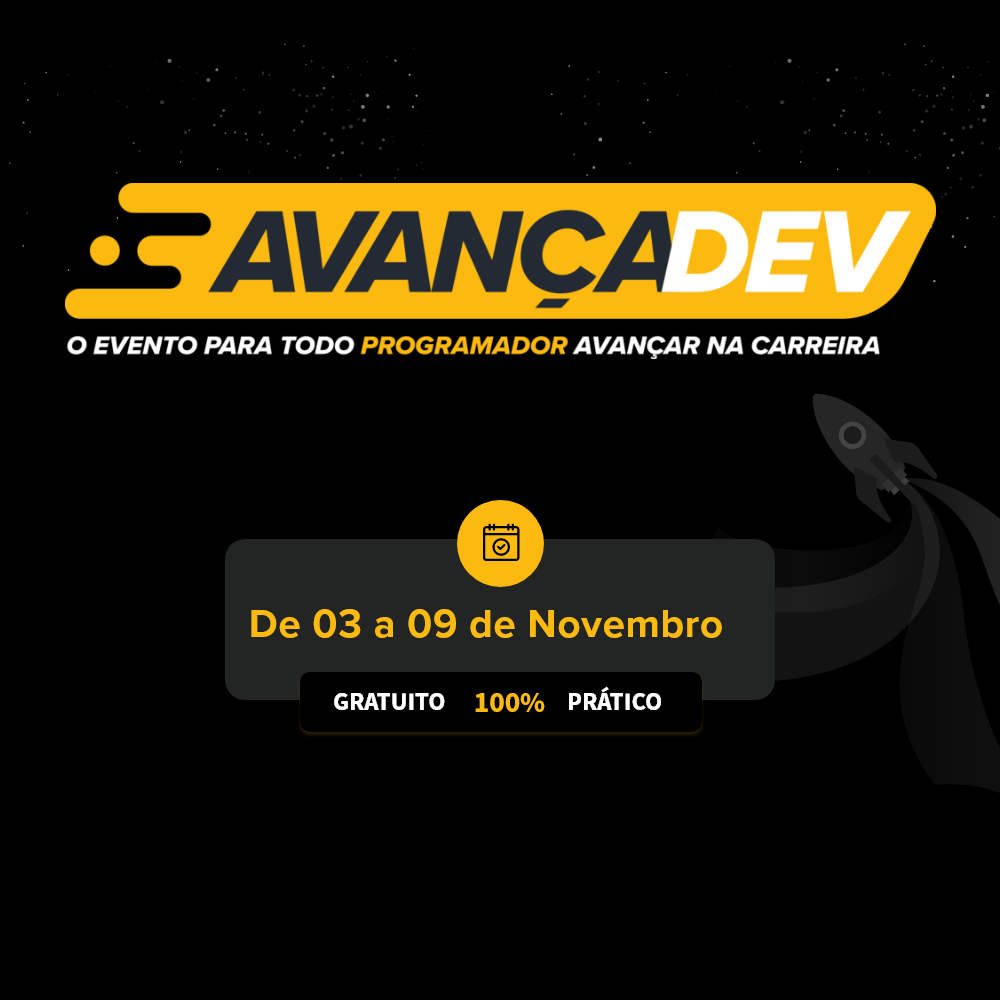 AVANÇADEV
O EVENTO PARA TODO PROGRAMADOR AVANÇAR NA CARREIRA
De 03 a 09 de Novembro
GRATUITO 100% PRÁTICO